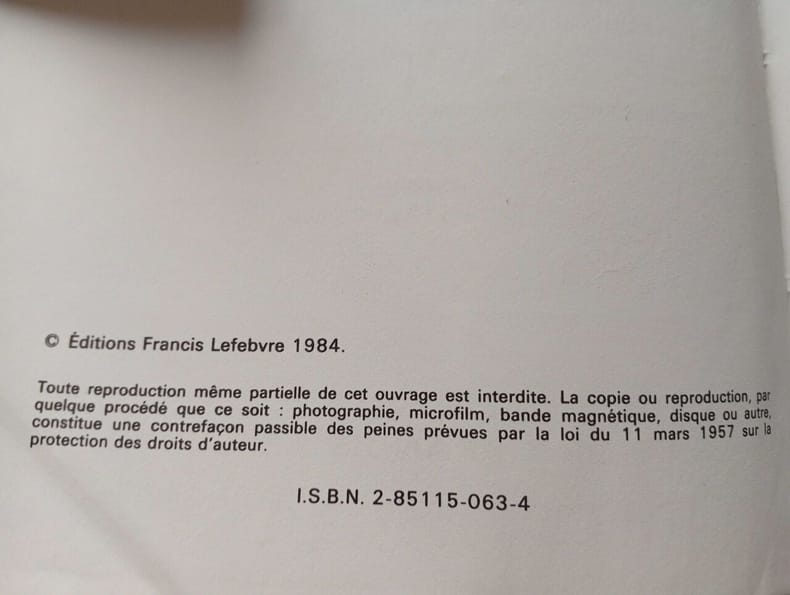 © Éditions Francis Lefebvre 1984.
Toute reproduction même partielle de cet ouvrage est interdite. La copie ou reproduction, par
quelque procédé que ce soit : photographie, microfilm, bande magnétique, disque ou autre,
constitue une contrefaçon passible des peines prévues par la loi du 11 mars 1957 sur la
protection des droits d'auteur.
I.S.B.N. 2-85115-063-4